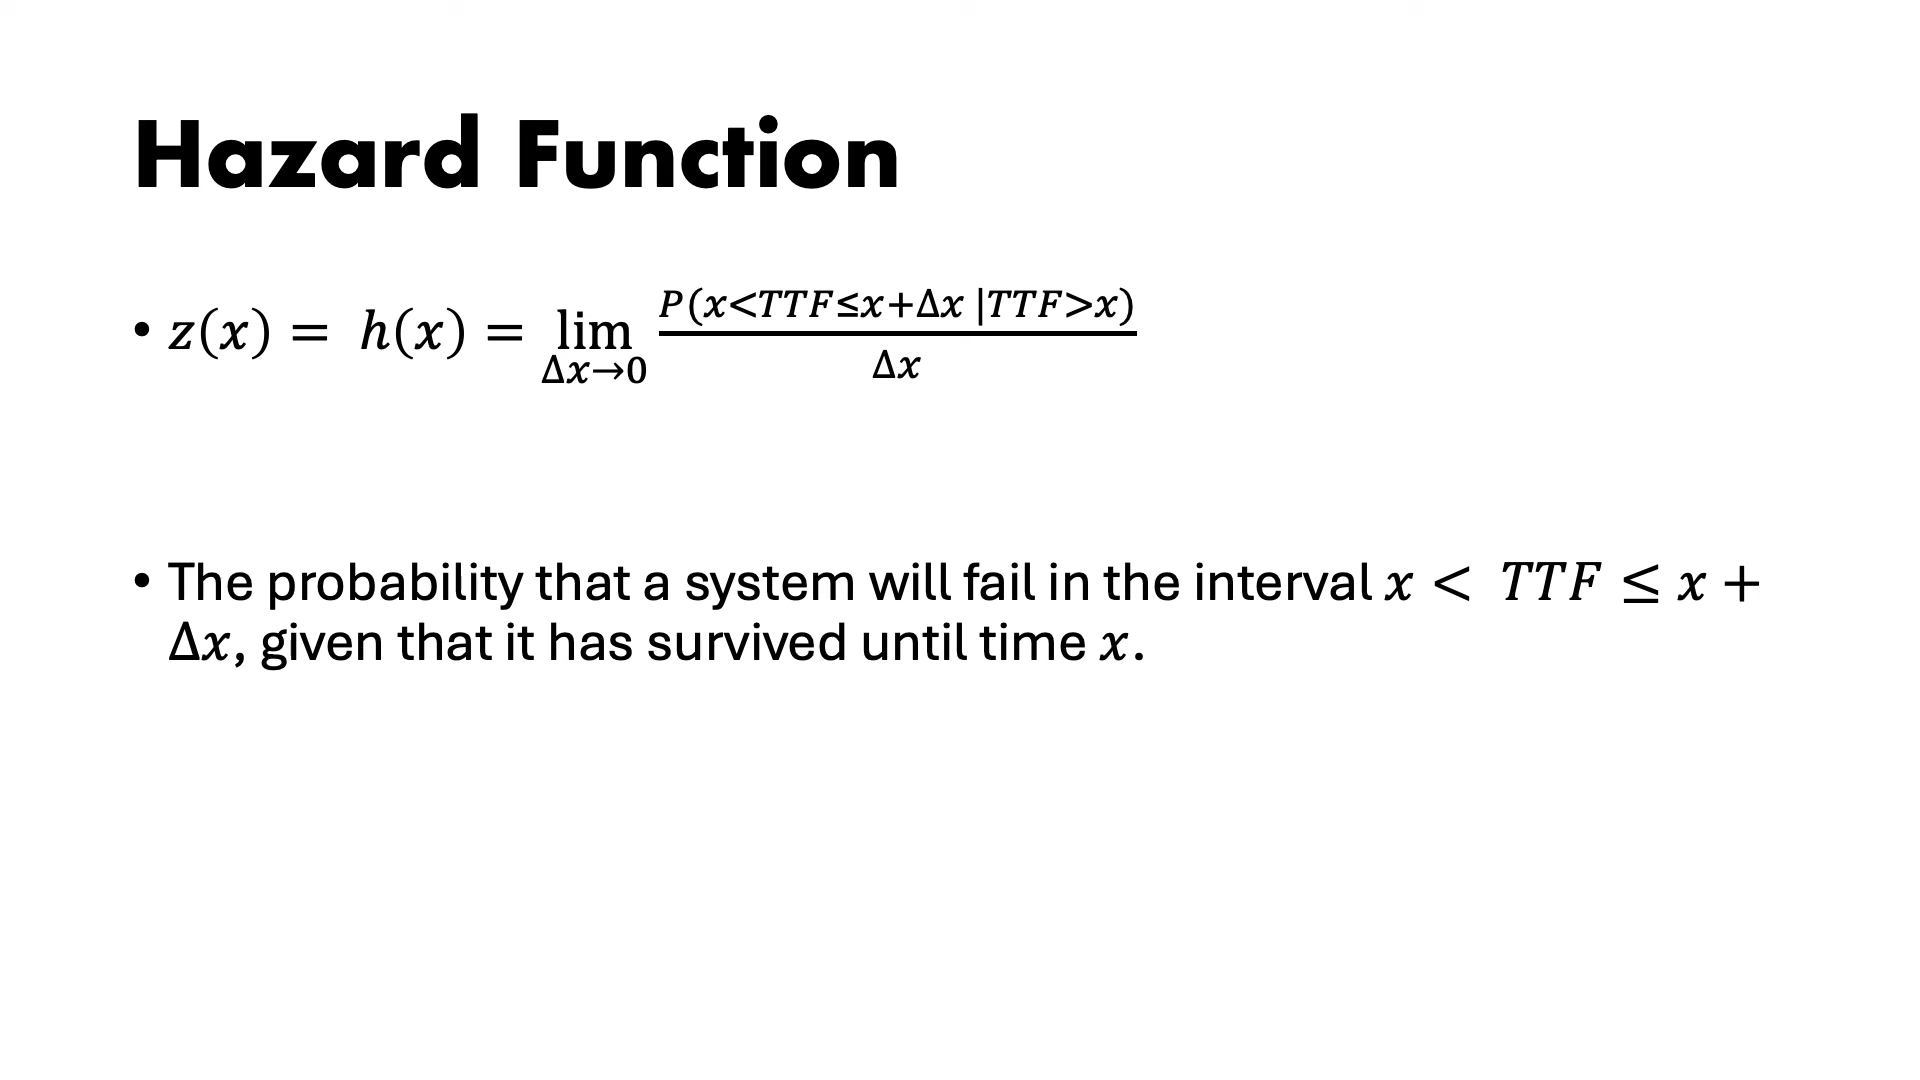 Hazard Function
• z(x) = h(x) = lim Δx→0 P(x<TTF≤x+Δx |TTF>x) / Δx
• The probability that a system will fail in the interval x < TTF ≤ x +
Δx, given that it has survived until time x.